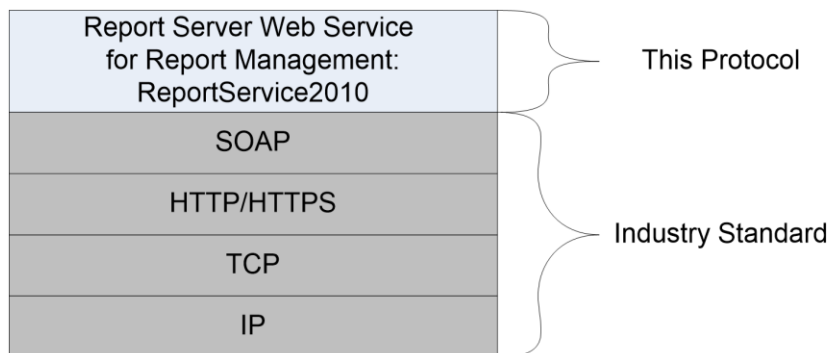 Report Server Web Service
for Report Management:
ReportService2010
This Protocol
SOAP
HTTP/HTTPS
Industry Standard
TCP
IP